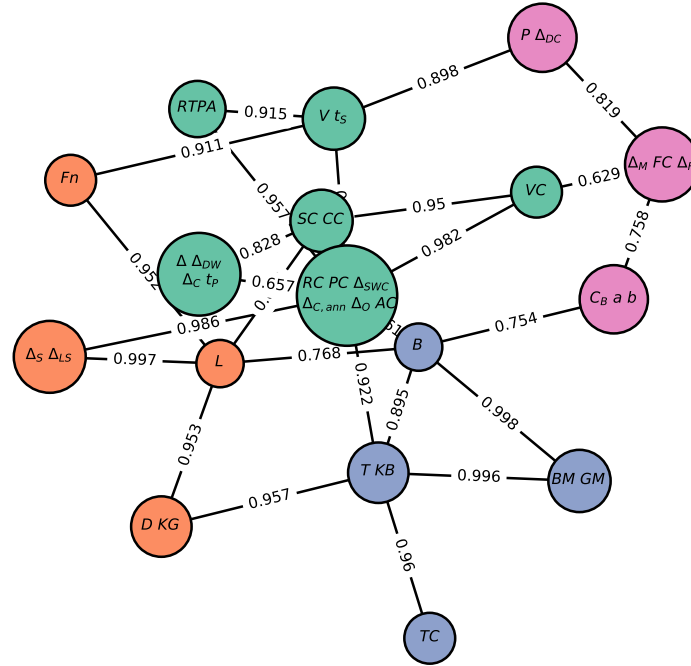 P Δ_DC
0.898
0.819
RTPA
0.915
V t_S
0.911
Δ_M FC Δ
0.629
Fn
0.957
VC
0.758
0.95
SC CC
0.828
0.982
Δ Δ_DW
Δ_C t_P
0.657
0.952
RC PC Δ_SWC
Δ_C,ann Δ_O AC
C_B a b
0.986
0.754
Δ_S Δ_LS
0.997
L
0.768
B
0.922
0.895
0.998
0.953
T KB
0.996
BM GM
0.957
D KG
0.96
TC